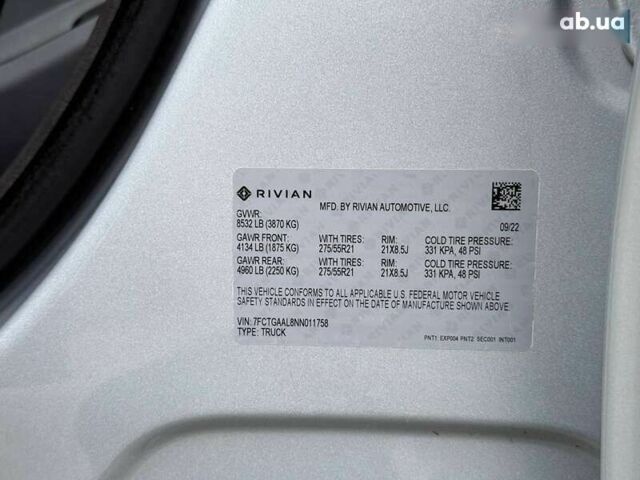 ab.ua
RIVIAN
MFD. BY RIVIAN AUTOMOTIVE, LLC.
GVWR:
8532 LB (3870 KG)
09/22
GAWR FRONT: WITH TIRES: RIM: COLD TIRE PRESSURE:
4134 LB (1875 KG) 275/55R21 21X8.5J 331 KPA, 48 PSI
GAWR REAR: WITH TIRES: RIM: COLD TIRE PRESSURE:
4960 LB (2250 KG) 275/55R21 21X8.5J 331 KPA, 48 PSI
THIS VEHICLE CONFORMS TO ALL APPLICABLE U.S. FEDERAL MOTOR VEHICLE
SAFETY STANDARDS IN EFFECT ON THE DATE OF MANUFACTURE SHOWN ABOVE.
VIN: 7FCTGAAL8NN011758
TYPE: TRUCK
PNT1: EXP004 PNT2: SEC001 INT001